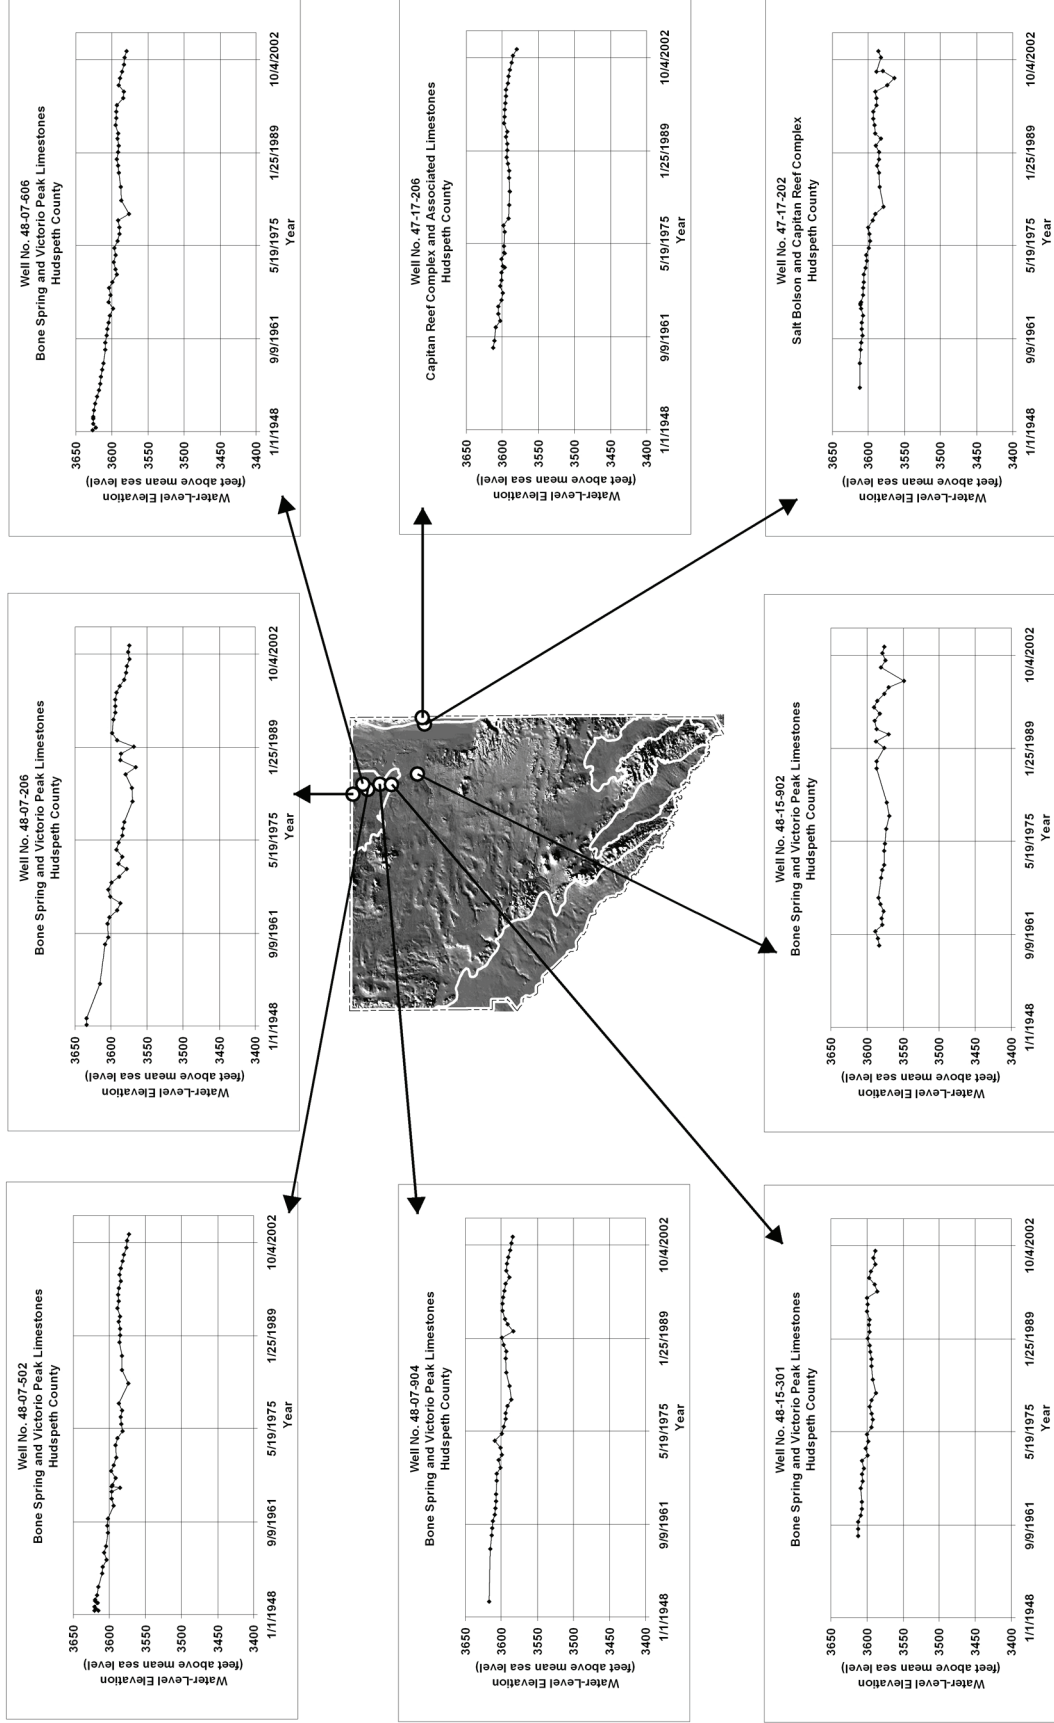 Well No. 48-07-502
Bone Spring and Victorio Peak Limestones
Hudspeth County
3650
3600
3550
3500
3450
3400
Water-Level Elevation
(feet above mean sea level)
1/1/1948
9/9/1961
5/19/1975
1/25/1989
10/4/2002
Year
Well No. 48-07-206
Bone Spring and Victorio Peak Limestones
Hudspeth County
3650
3600
3550
3500
3450
3400
Water-Level Elevation
(feet above mean sea level)
1/1/1948
9/9/1961
5/19/1975
1/25/1989
10/4/2002
Year
Well No. 48-07-606
Bone Spring and Victorio Peak Limestones
Hudspeth County
3650
3600
3550
3500
3450
3400
Water-Level Elevation
(feet above mean sea level)
1/1/1948
9/9/1961
5/19/1975
1/25/1989
10/4/2002
Year
Well No. 48-07-904
Bone Spring and Victorio Peak Limestones
Hudspeth County
3650
3600
3550
3500
3450
3400
Water-Level Elevation
(feet above mean sea level)
1/1/1948
9/9/1961
5/19/1975
1/25/1989
10/4/2002
Year
Well No. 47-17-206
Capitan Reef Complex and Associated Limestones
Hudspeth County
3650
3600
3550
3500
3450
3400
Water-Level Elevation
(feet above mean sea level)
1/1/1948
9/9/1961
5/19/1975
1/25/1989
10/4/2002
Year
Well No. 48-15-301
Bone Spring and Victorio Peak Limestones
Hudspeth County
3650
3600
3550
3500
3450
3400
Water-Level Elevation
(feet above mean sea level)
1/1/1948
9/9/1961
5/19/1975
1/25/1989
10/4/2002
Year
Well No. 48-15-902
Bone Spring and Victorio Peak Limestones
Hudspeth County
3650
3600
3550
3500
3450
3400
Water-Level Elevation
(feet above mean sea level)
1/1/1948
9/9/1961
5/19/1975
1/25/1989
10/4/2002
Year
Well No. 47-17-202
Salt Bolson and Capitan Reef Complex
Hudspeth County
3650
3600
3550
3500
3450
3400
Water-Level Elevation
(feet above mean sea level)
1/1/1948
9/9/1961
5/19/1975
1/25/1989
10/4/2002
Year